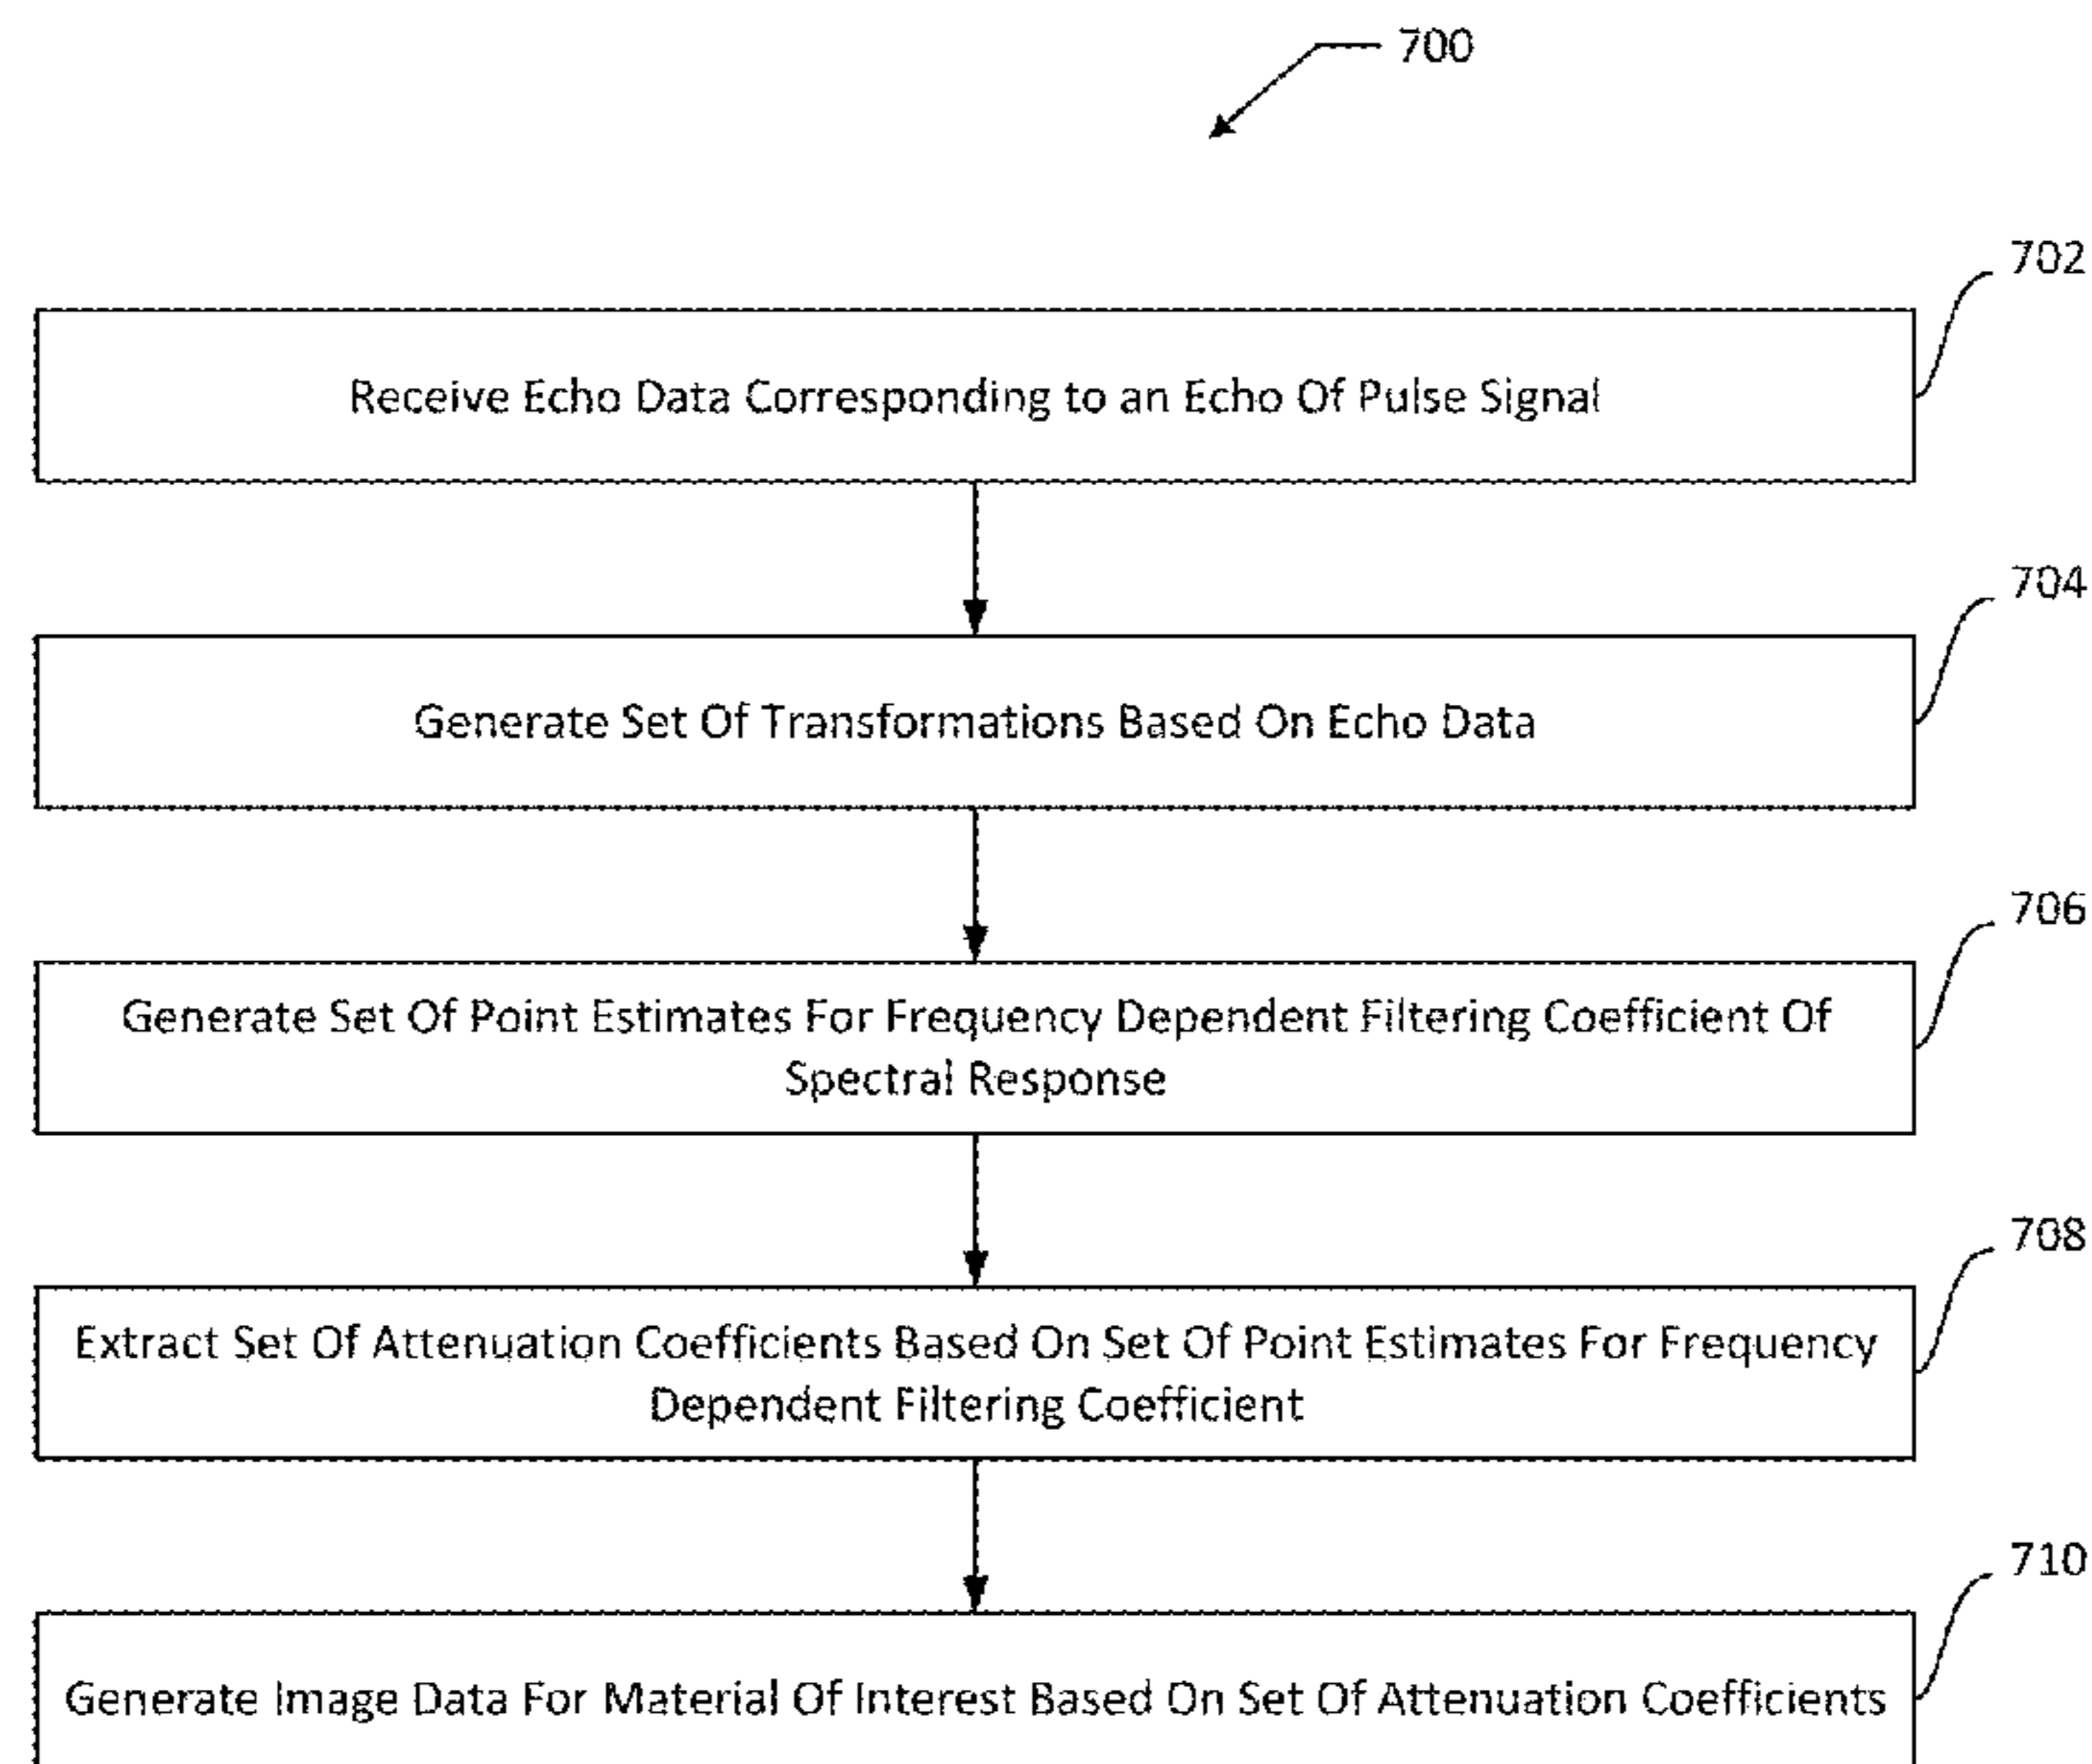 700
702
Receive Echo Data Corresponding to an Echo Of Pulse Signal
704
Generate Set Of Transformations Based On Echo Data
706
Generate Set Of Point Estimates For Frequency Dependent Filtering Coefficient Of
Spectral Response
708
Extract Set Of Attenuation Coefficients Based On Set Of Point Estimates For Frequency
Dependent Filtering Coefficient
710
Generate Image Data For Material Of Interest Based On Set Of Attenuation Coefficients